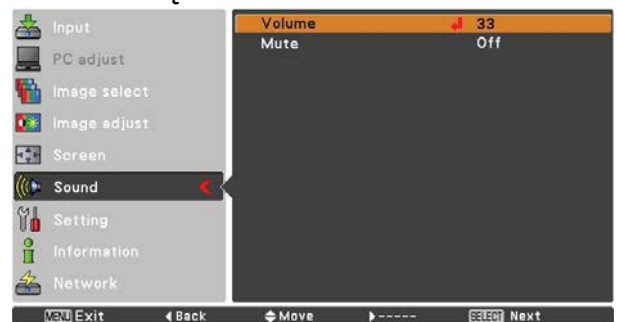 Input
PC adjust
Image select
Image adjust
Screen
Sound
Setting
Information
Network
Volume 33
Mute Off
MENU Exit ◀Back ◆Move ▶----- SELECT Next